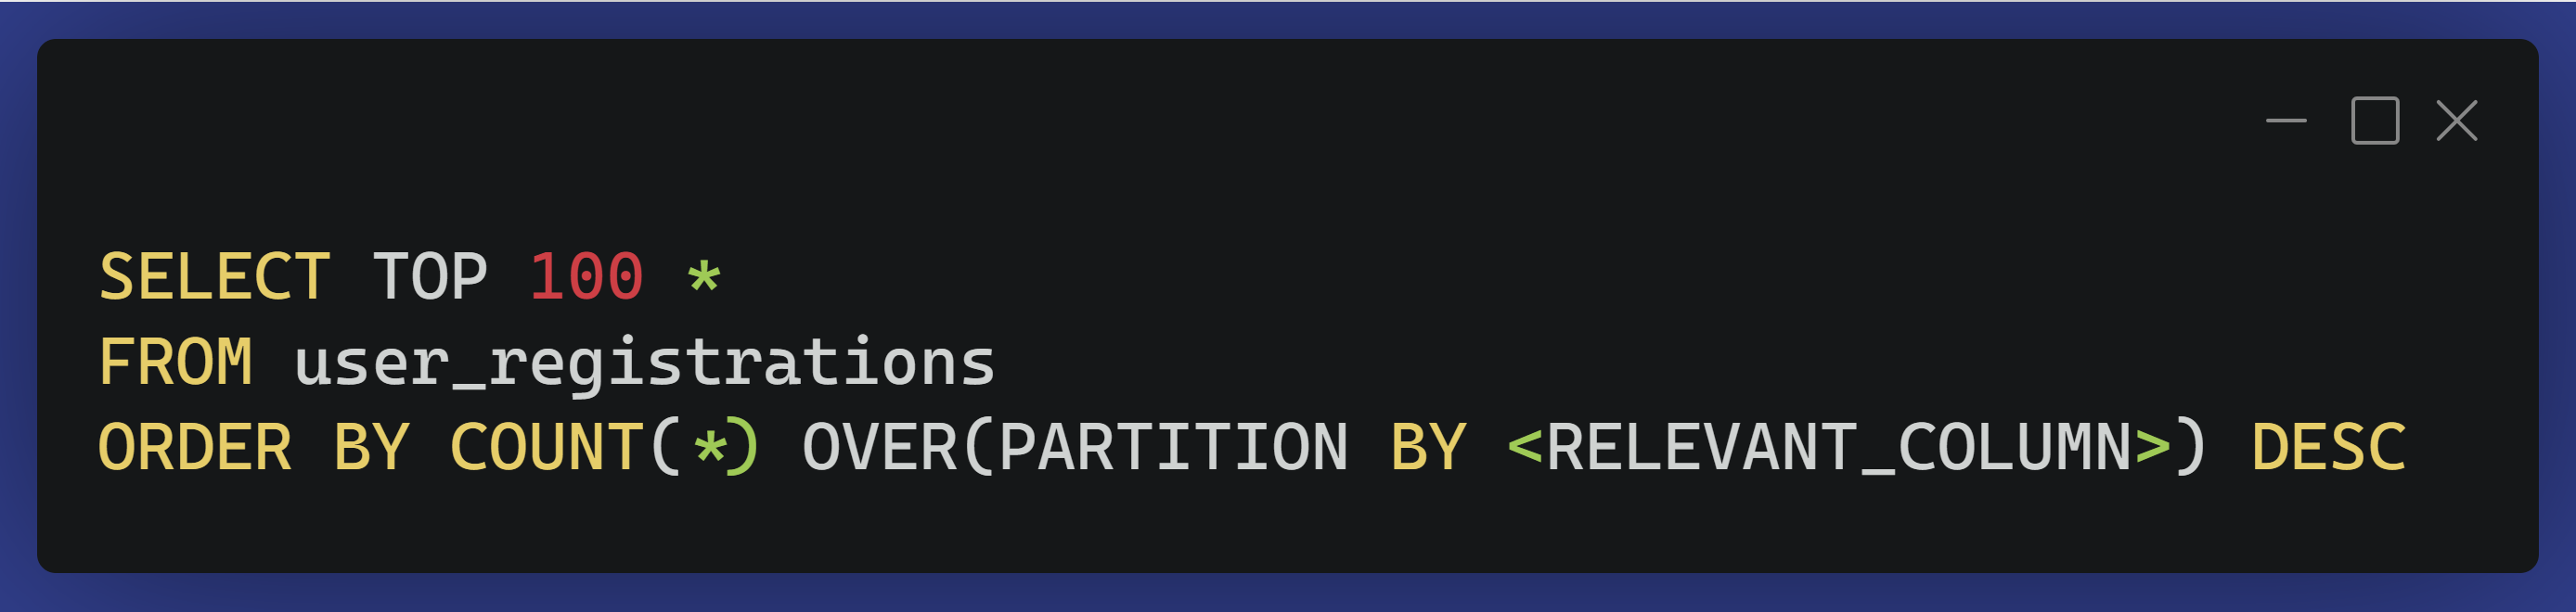 SELECT TOP 100 *
FROM user_registrations
ORDER BY COUNT(*) OVER(PARTITION BY <RELEVANT_COLUMN>) DESC